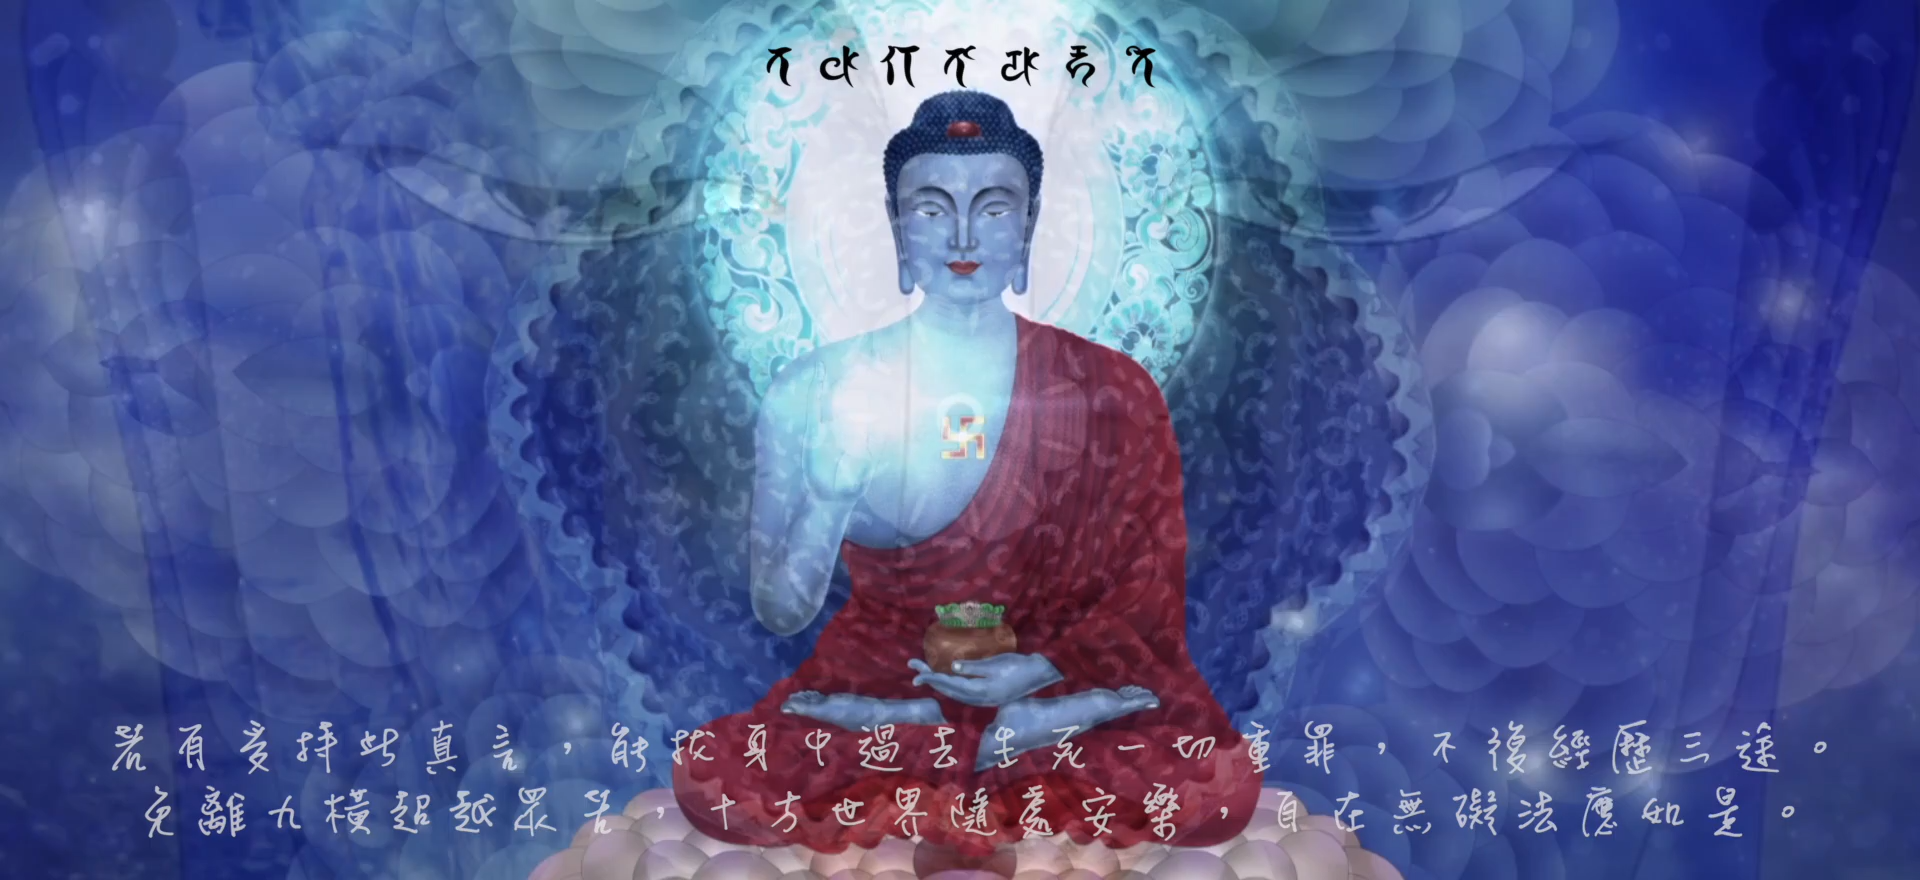 若有受持此真言，能拔身中過去生死一切重罪，不復經歷三途。
免離九橫超越眾苦，十方世界隨處安樂，自在無礙法應如是。